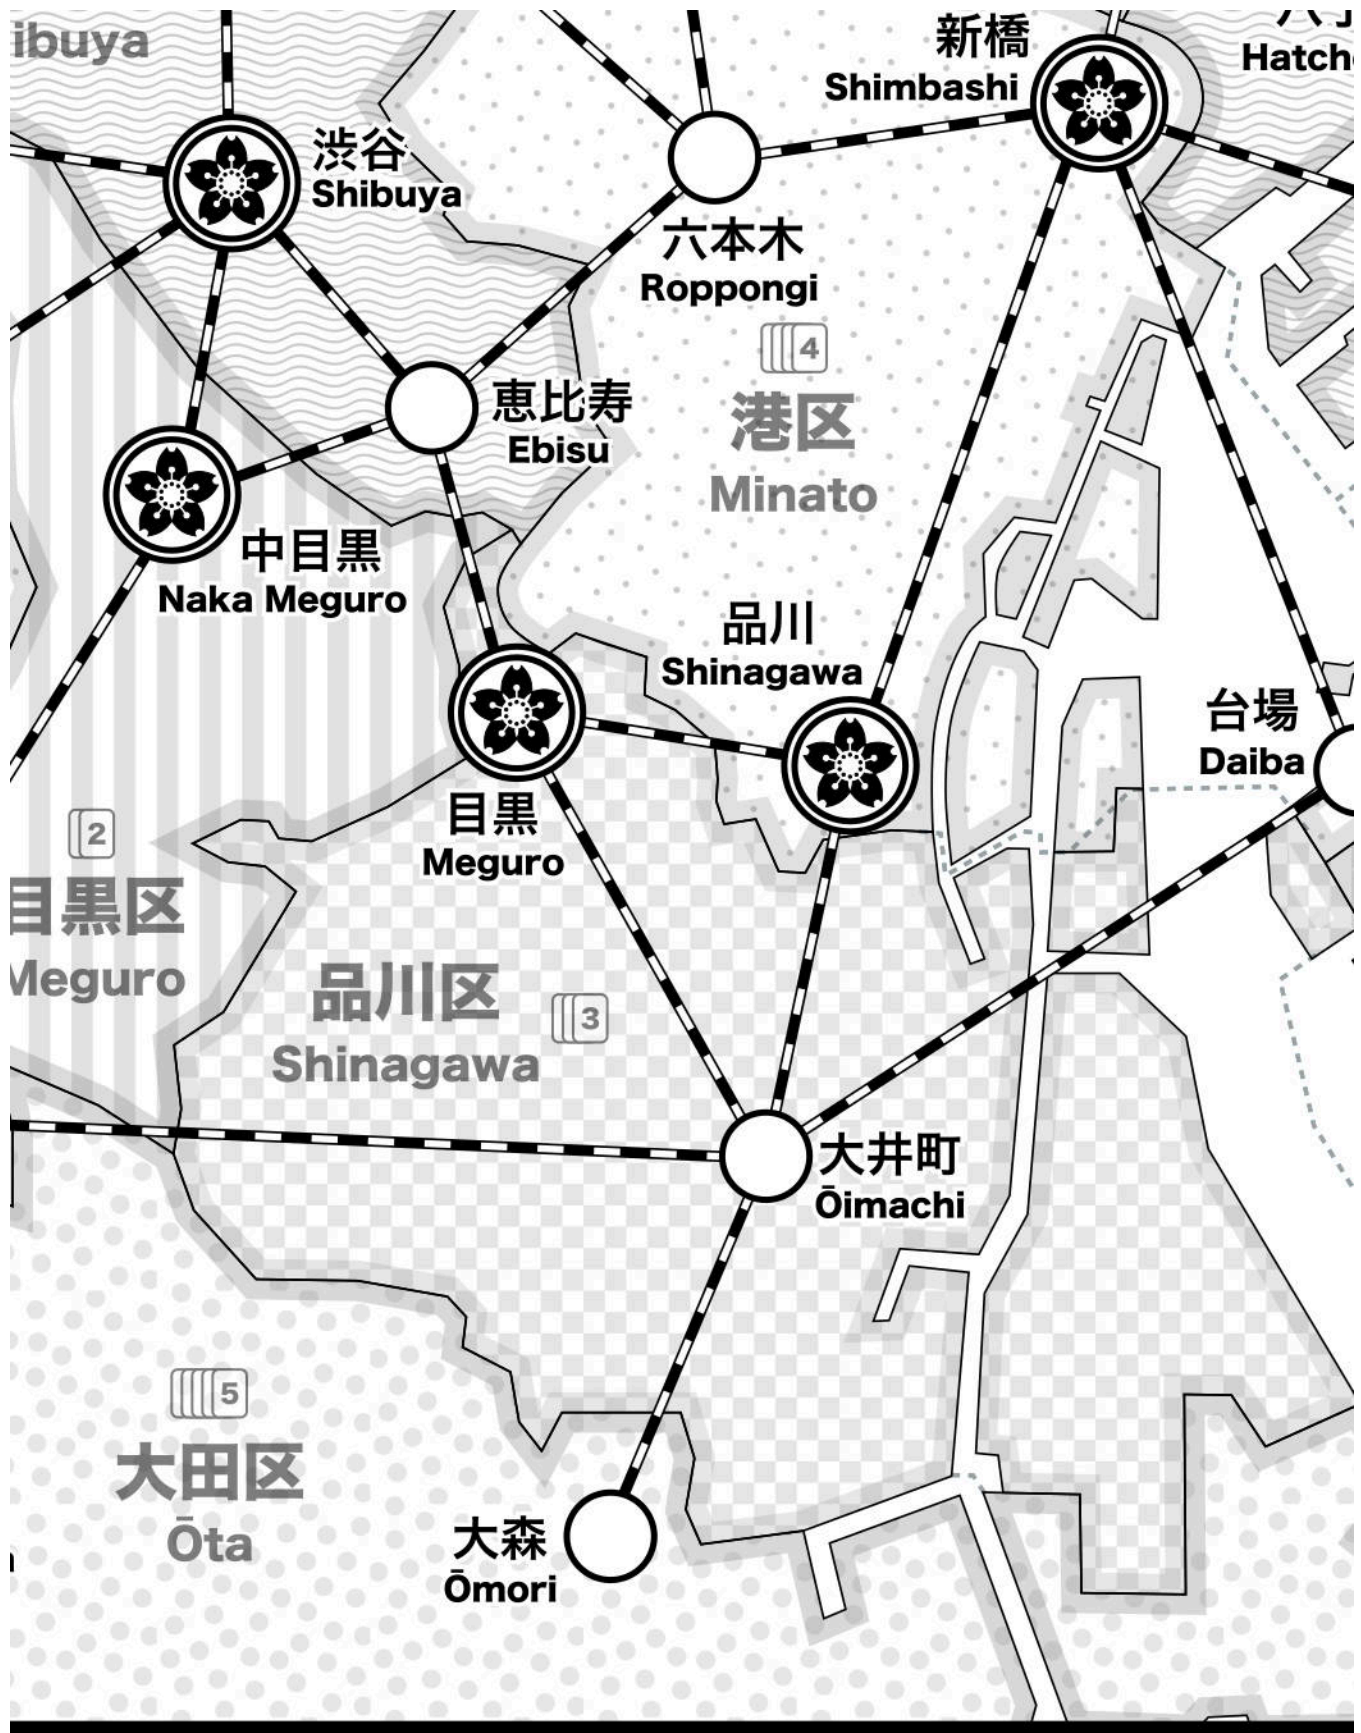 ibuya
新橋
Shimbashi
Hatch
渋谷
Shibuya
六本木
Roppongi
4
港区
Minato
恵比寿
Ebisu
中目黒
Naka Meguro
品川
Shinagawa
台場
Daiba
目黒
Meguro
2
目黒区
Meguro
品川区
Shinagawa
3
大井町
Ōimachi
5
大田区
Ōta
大森
Ōmori